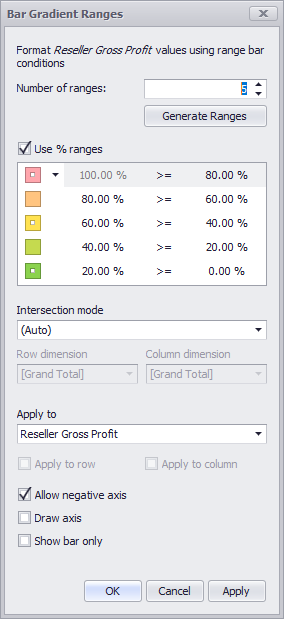 Bar Gradient Ranges
Format Reseller Gross Profit values using range bar
conditions
Number of ranges: 5
Generate Ranges
Use % ranges
100.00 % >= 80.00 %
80.00 % >= 60.00 %
60.00 % >= 40.00 %
40.00 % >= 20.00 %
20.00 % >= 0.00 %
Intersection mode
(Auto)
Row dimension Column dimension
[Grand Total] [Grand Total]
Apply to
Reseller Gross Profit
Apply to row Apply to column
Allow negative axis
Draw axis
Show bar only
OK Cancel Apply